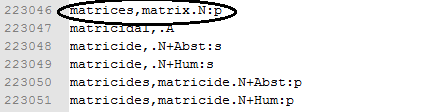 223046 matrices,matrix.N:p
223047 matricidal,.A
223048 matricide,.N+Abst:s
223049 matricide,.N+Hum:s
223050 matricides,matricide.N+Abst:p
223051 matricides,matricide.N+Hum:p